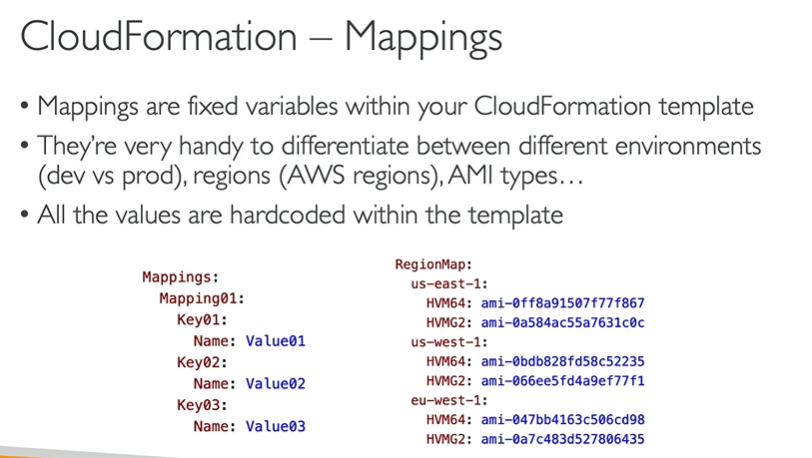 CloudFormation – Mappings
• Mappings are fixed variables within your CloudFormation template
• They're very handy to differentiate between different environments
(dev vs prod), regions (AWS regions), AMI types…
• All the values are hardcoded within the template
Mappings:
Mapping01:
Key01:
Name: Value01
Key02:
Name: Value02
Key03:
Name: Value03
RegionMap:
us-east-1:
HVM64: ami-0ff8a91507f77f867
HVMG2: ami-0a584ac55a7631c0c
us-west-1:
HVM64: ami-0bdb828fd58c52235
HVMG2: ami-066ee5fd4a9ef77f1
eu-west-1:
HVM64: ami-047bb4163c506cd98
HVMG2: ami-0a7c483d527806435